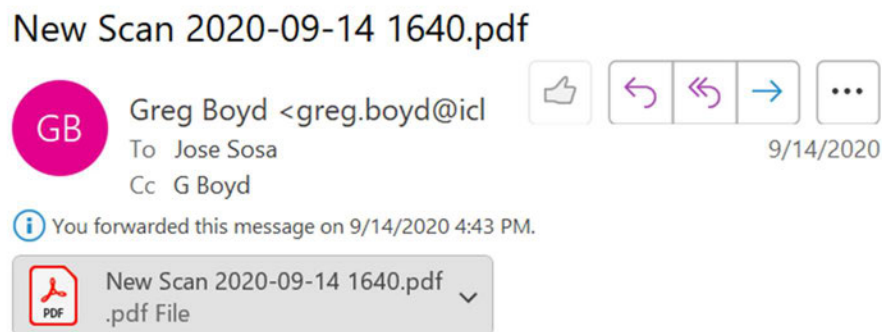 New Scan 2020-09-14 1640.pdf
GB
Greg Boyd <greg.boyd@icl
To Jose Sosa
9/14/2020
Cc G Boyd
i You forwarded this message on 9/14/2020 4:43 PM.
New Scan 2020-09-14 1640.pdf
PDF
.pdf File